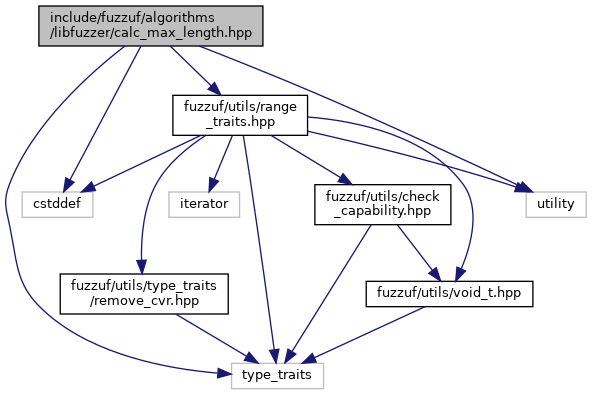 include/fuzzuf/algorithms
/libfuzzer/calc_max_length.hpp
fuzzuf/utils/range
_traits.hpp
cstddef
iterator
fuzzuf/utils/check
_capability.hpp
utility
fuzzuf/utils/type_traits
/remove_cvr.hpp
fuzzuf/utils/void_t.hpp
type_traits